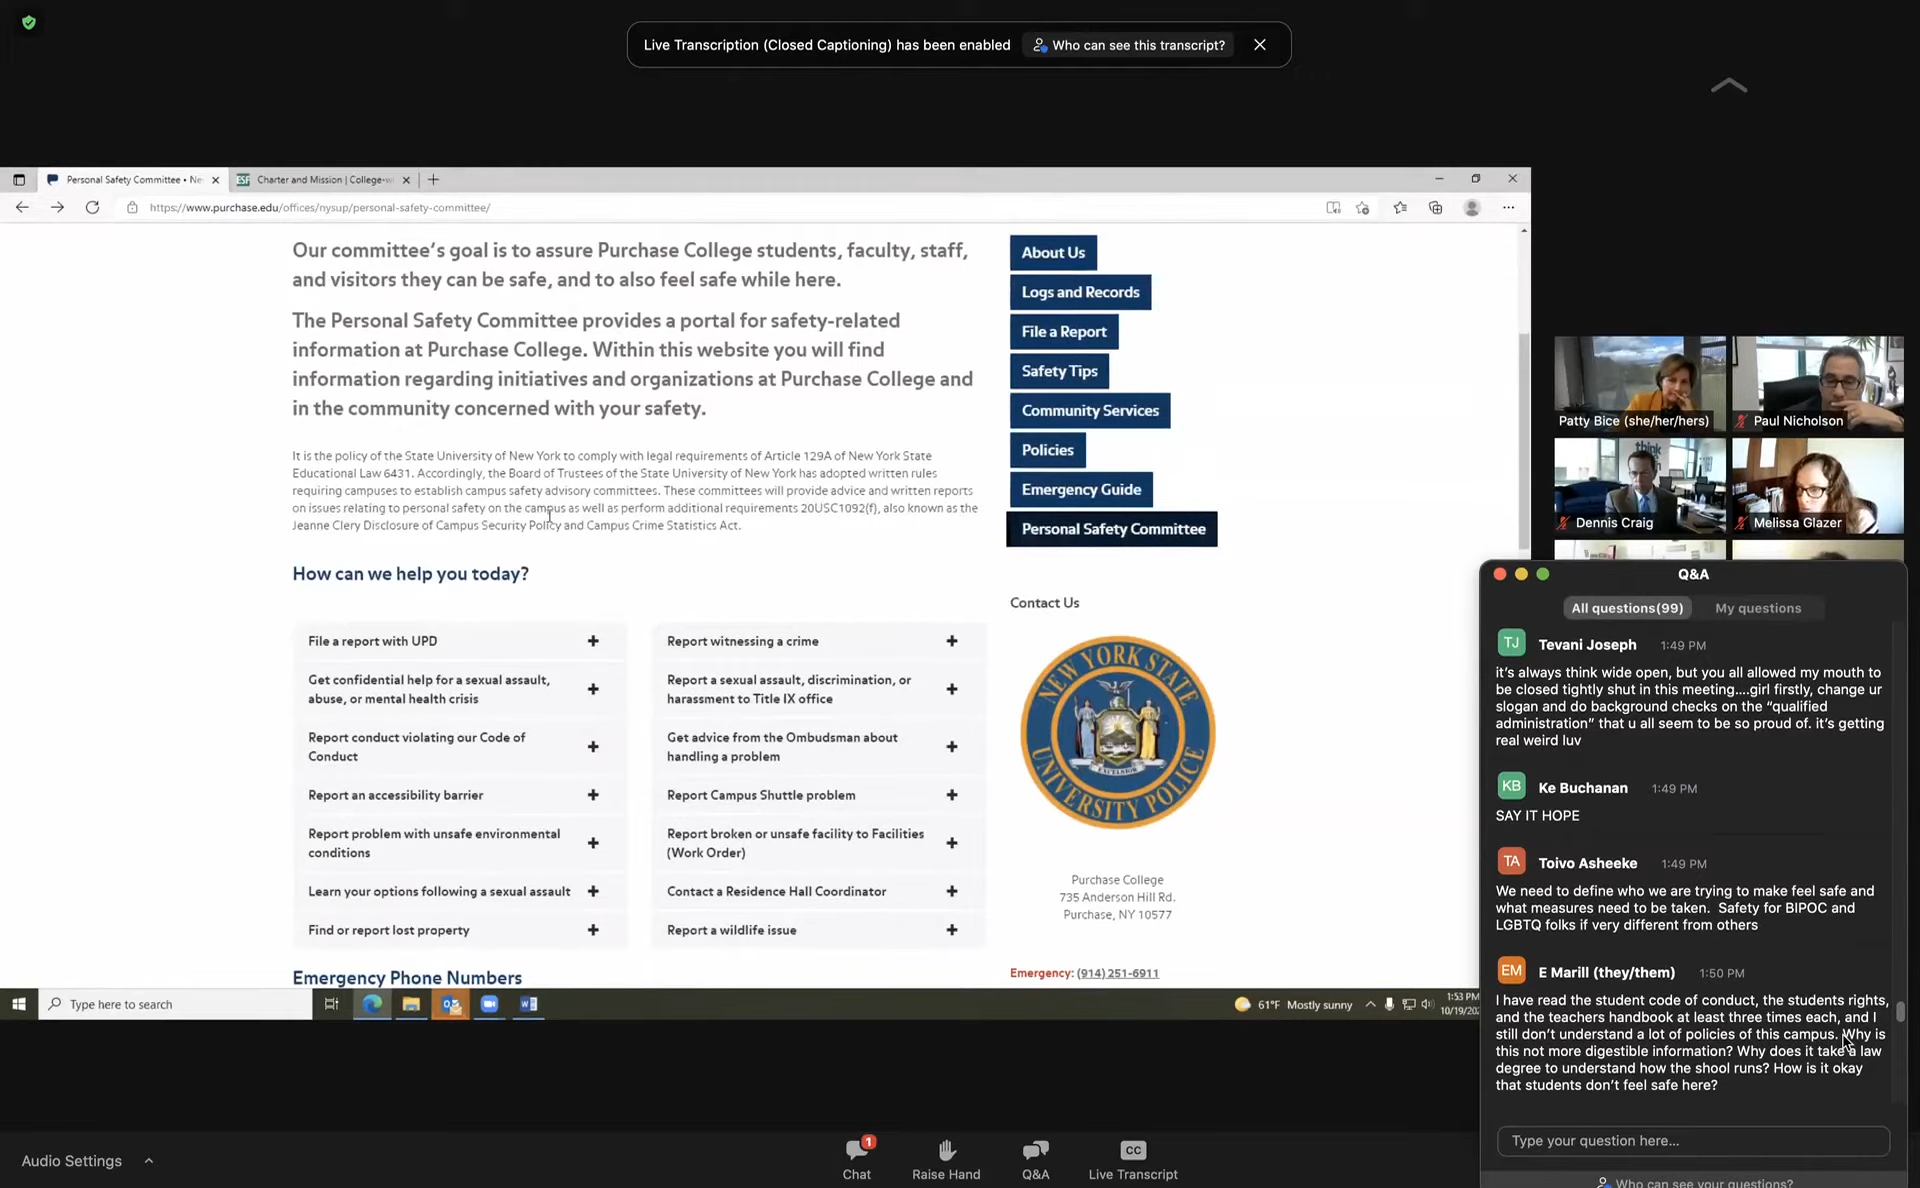 Live Transcription (Closed Captioning) has been enabled
Who can see this transcript?
Personal Safety Committee • Ne
Charter and Mission | College-w
https://www.purchase.edu/offices/nysup/personal-safety-committee/
Our committee's goal is to assure Purchase College students, faculty, staff,
and visitors they can be safe, and to also feel safe while here.
The Personal Safety Committee provides a portal for safety-related
information at Purchase College. Within this website you will find
information regarding initiatives and organizations at Purchase College and
in the community concerned with your safety.
It is the policy of the State University of New York to comply with legal requirements of Article 129A of New York State
Educational Law 6431. Accordingly, the Board of Trustees of the State University of New York has adopted written rules
requiring campuses to establish campus safety advisory committees. These committees will provide advice and written reports
on issues relating to personal safety on the campus as well as perform additional requirements 20USC1092(f), also known as the
Jeanne Clery Disclosure of Campus Security Policy and Campus Crime Statistics Act.
How can we help you today?
File a report with UPD
Get confidential help for a sexual assault,
abuse, or mental health crisis
Report conduct violating our Code of
Conduct
Report an accessibility barrier
Report problem with unsafe environmental
conditions
Learn your options following a sexual assault
Find or report lost property
Report witnessing a crime
Report a sexual assault, discrimination, or
harassment to Title IX office
Get advice from the Ombudsman about
handling a problem
Report Campus Shuttle problem
Report broken or unsafe facility to Facilities
(Work Order)
Contact a Residence Hall Coordinator
Report a wildlife issue
Emergency Phone Numbers
About Us
Logs and Records
File a Report
Safety Tips
Community Services
Policies
Emergency Guide
Personal Safety Committee
Contact Us
NEW YORK STATE
EXCELSIOR
UNIVERSITY POLICE
Purchase College
735 Anderson Hill Rd.
Purchase, NY 10577
Emergency: (914) 251-6911
Type here to search
61°F Mostly sunny
1:53 PM
10/19/20
Patty Bice (she/her/hers)
Paul Nicholson
think
Dennis Craig
Melissa Glazer
Q&A
All questions(99)
My questions
TJ
Tevani Joseph 1:49 PM
it's always think wide open, but you all allowed my mouth to
be closed tightly shut in this meeting....girl firstly, change ur
slogan and do background checks on the "qualified
administration" that u all seem to be so proud of. it's getting
real weird luv
KB
Ke Buchanan 1:49 PM
SAY IT HOPE
TA
Toivo Asheeke 1:49 PM
We need to define who we are trying to make feel safe and
what measures need to be taken. Safety for BIPOC and
LGBTQ folks if very different from others
EM
E Marill (they/them) 1:50 PM
I have read the student code of conduct, the students rights,
and the teachers handbook at least three times each, and I
still don't understand a lot of policies of this campus. Why is
this not more digestible information? Why does it take a law
degree to understand how the shool runs? How is it okay
that students don't feel safe here?
Type your question here...
Who can see your questions?
Audio Settings
1
Chat
Raise Hand
Q&A
CC
Live Transcript